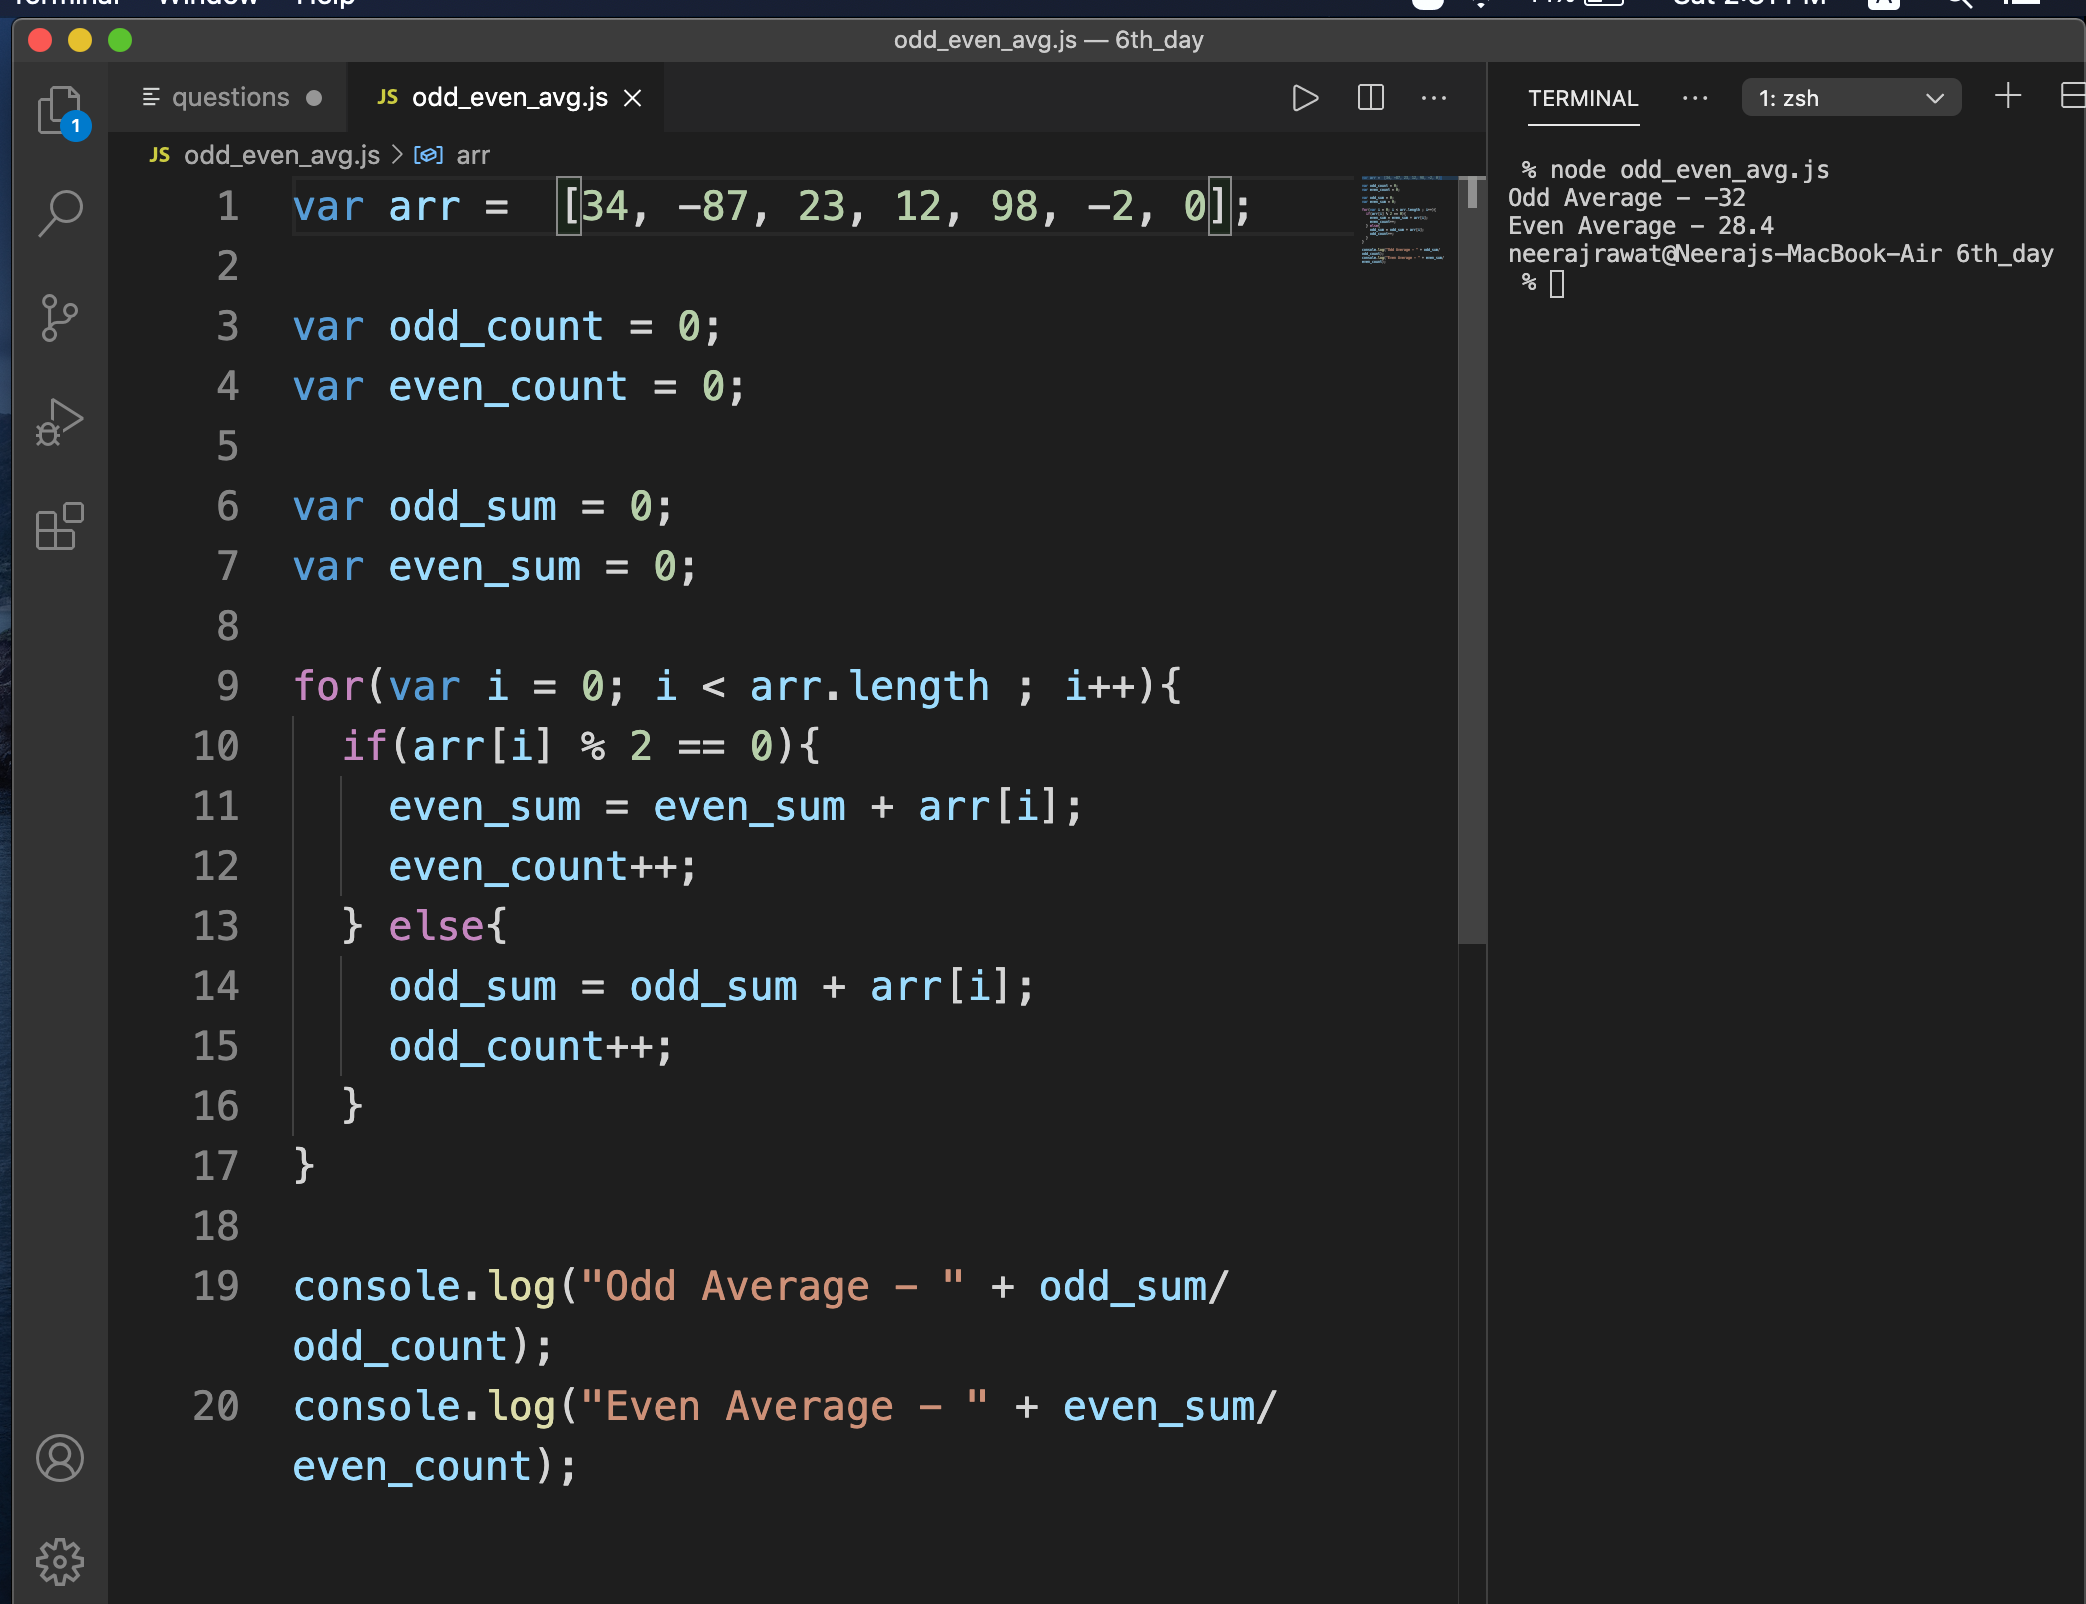 Terminal Window Help
odd_even_avg.js — 6th_day
questions
JS odd_even_avg.js
TERMINAL
1: zsh
1
JS odd_even_avg.js > arr
1 var arr =  [34, -87, 23, 12, 98, -2, 0];
2
3 var odd_count = 0;
4 var even_count = 0;
5
6 var odd_sum = 0;
7 var even_sum = 0;
8
9 for(var i = 0; i < arr.length ; i++){
10   if(arr[i] % 2 == 0){
11     even_sum = even_sum + arr[i];
12     even_count++;
13   } else{
14     odd_sum = odd_sum + arr[i];
15     odd_count++;
16   }
17 }
18
19 console.log("Odd Average - " + odd_sum/
odd_count);
20 console.log("Even Average - " + even_sum/
even_count);
% node odd_even_avg.js
Odd Average - -32
Even Average - 28.4
neerajrawat@Neerajs-MacBook-Air 6th_day
%